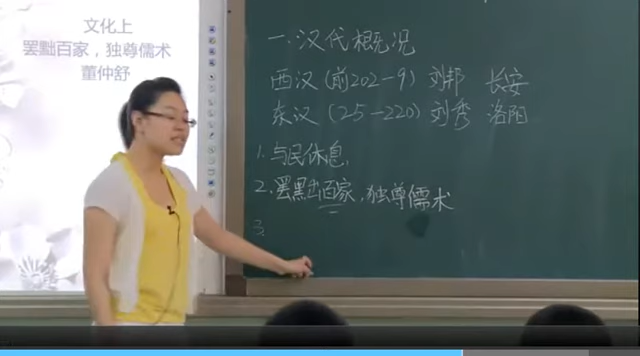 文化上
罢黜百家，独尊儒术
董仲舒
一.汉代概况
西汉(前202-9) 刘邦 长安
东汉(25-220) 刘秀 洛阳
1.与民休息.
2.罢黜百家,独尊儒术
3.